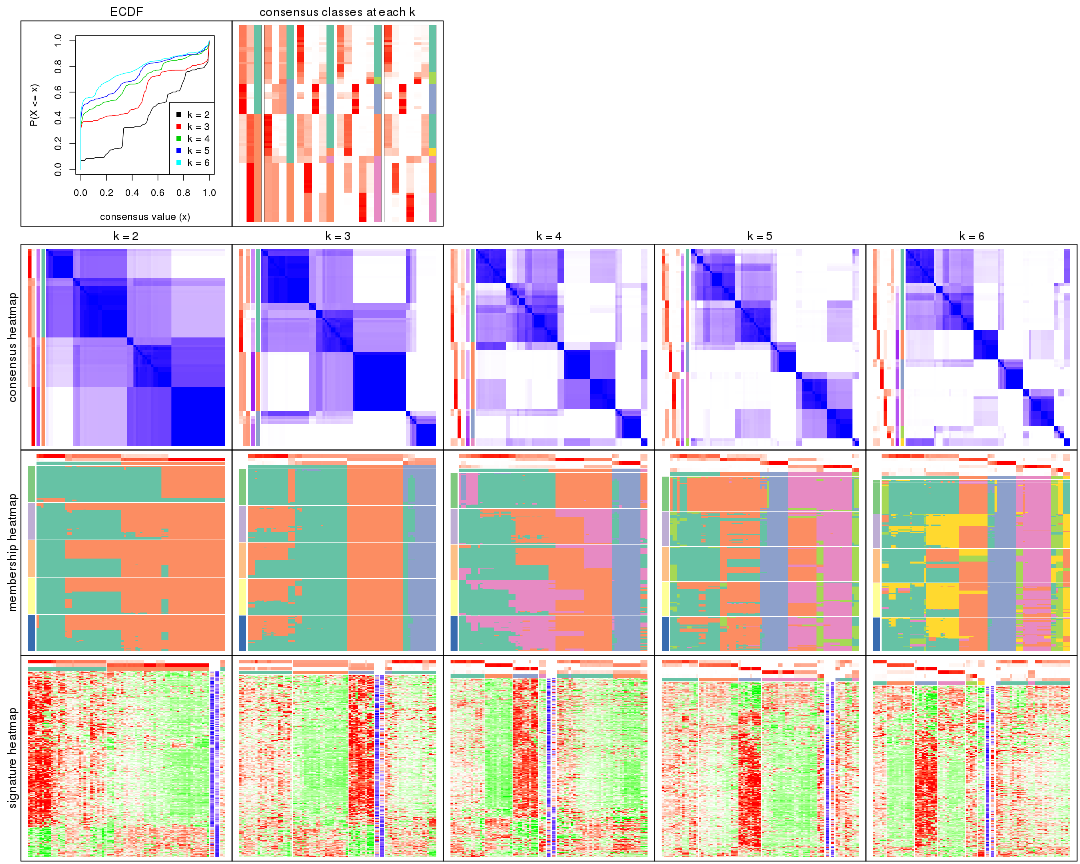 ECDF
consensus classes at each k
P(X <= x)
0.0 0.2 0.4 0.6 0.8 1.0
k = 2
k = 3
k = 4
k = 5
k = 6
0.0 0.2 0.4 0.6 0.8 1.0
consensus value (x)
k = 2 k = 3 k = 4 k = 5 k = 6
consensus heatmap
membership heatmap
signature heatmap